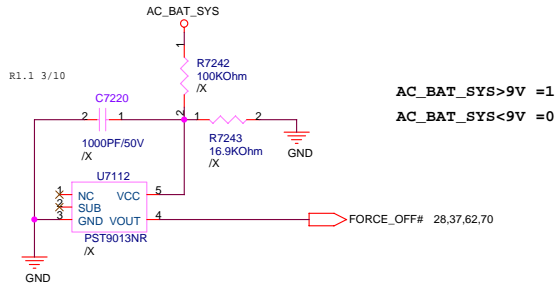 AC_BAT_SYS
1
R7242
100KOhm
/X
R1.1 3/10
AC_BAT_SYS>9V =1
AC_BAT_SYS<9V =0
C7220
2 1
2
1 2
1000PF/50V
/X
R7243
16.9KOhm
/X
GND
U7112
1 NC VCC 5
2 SUB
3 GND VOUT 4
FORCE_OFF# 28,37,62,70
PST9013NR
/X
GND